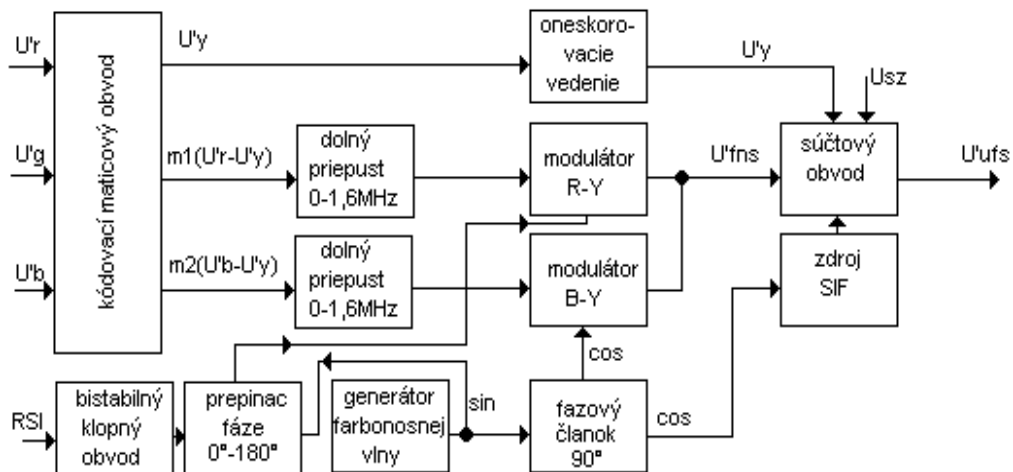 U'r
U'g
U'b
kódovací maticový obvod
U'y
oneskoro-
vacie
vedenie
U'y
Usz
m1(U'r-U'y)
dolný
priepust
0-1,6MHz
modulátor
R-Y
U'fns
súčtový
obvod
U'ufs
m2(U'b-U'y)
dolný
priepust
0-1,6MHz
modulátor
B-Y
zdroj
SIF
cos
RSI
bistabilný
klopný
obvod
prepinac
fáze
0°-180°
generátor
farbonosnej
vlny
sin
fazový
članok
90°
cos